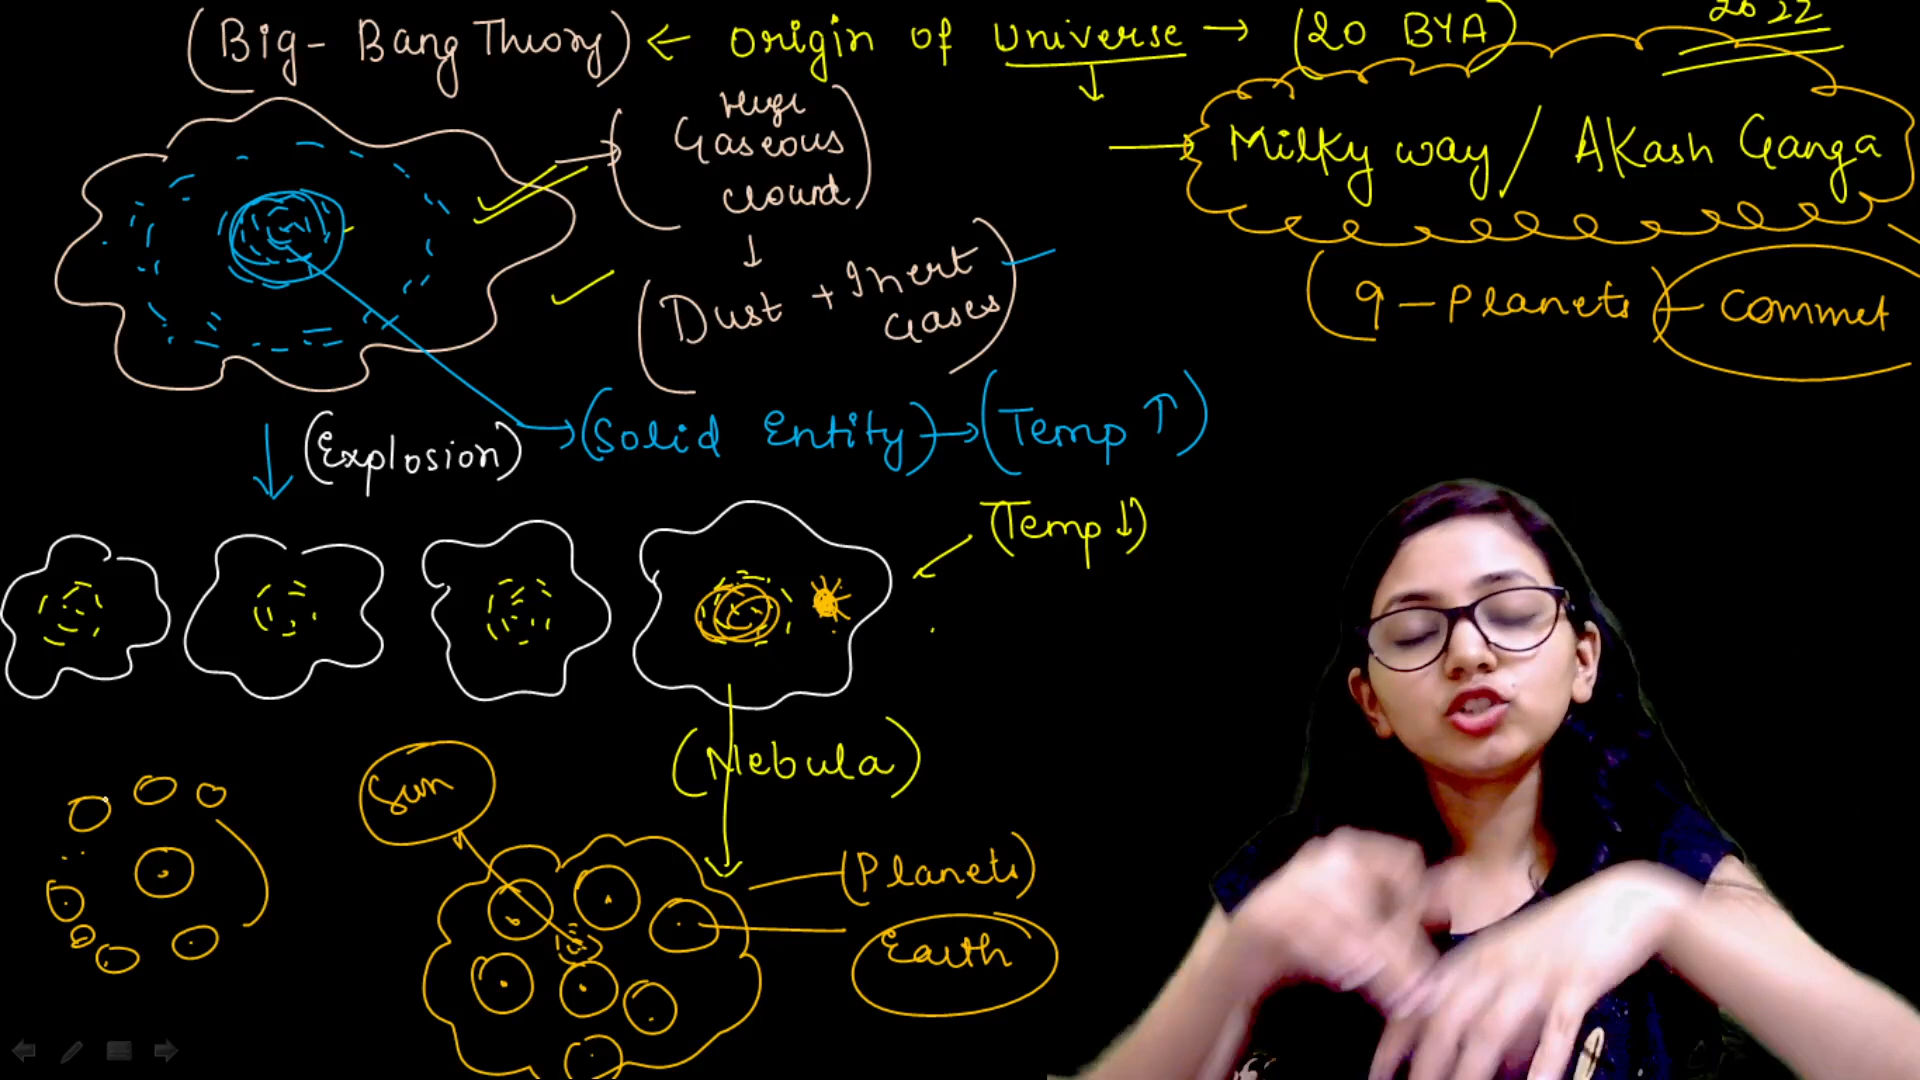 (Big-Bang Theory) ← origin of Universe → (20 BYA)
2022
Huge
Gaseous
Cloud
Milky way / AKash Ganga
(Dust + Inert
Gases)
(9-Planets) - Commet
(Explosion)
(Solid Entity) → (Temp ↑)
(Temp ↓)
(Nebula)
Sun
(Planets)
Earth